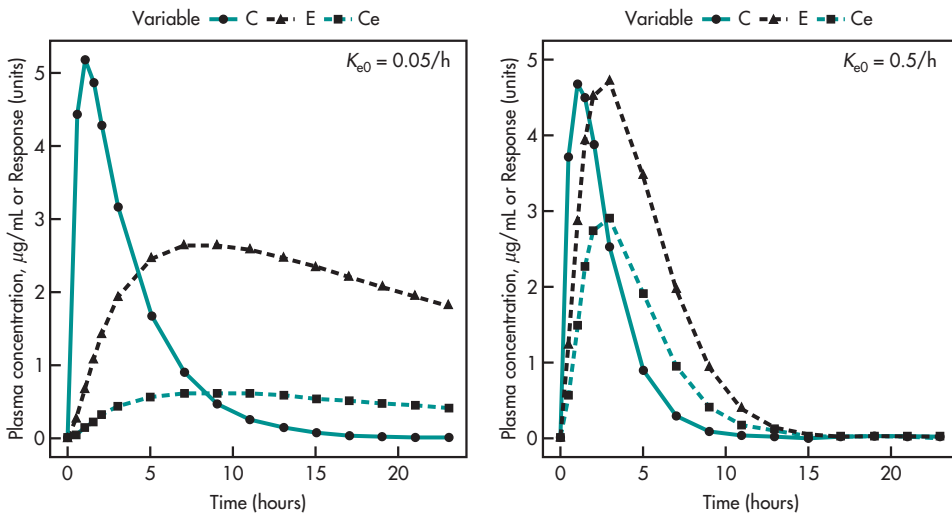 Variable C E Ce
K_e0 = 0.05/h
Plasma concentration, μg/mL or Response (units)
5
4
3
2
1
0
0 5 10 15 20
Time (hours)
Variable C E Ce
K_e0 = 0.5/h
Plasma concentration, μg/mL or Response (units)
5
4
3
2
1
0
0 5 10 15 20
Time (hours)